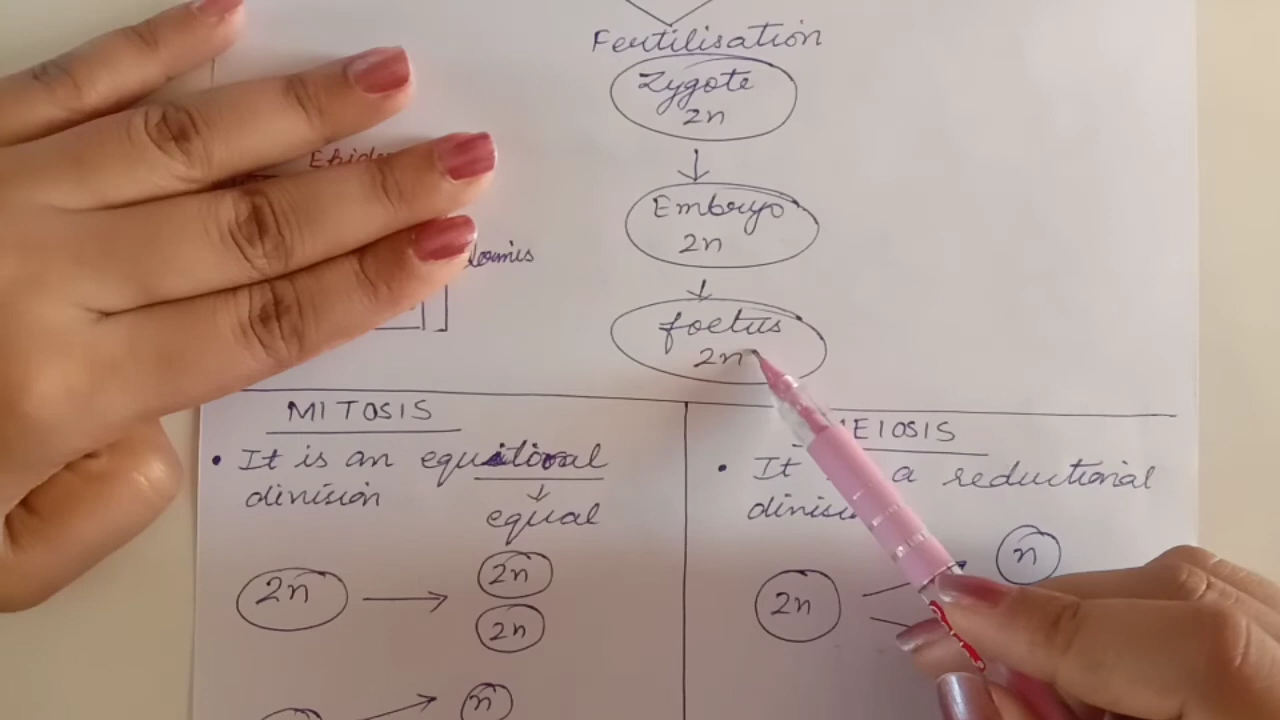 Fertilisation
Zygote
2n
Embryo
2n
foetus
2n
MITOSIS
• It is an equitional
division
equal
2n
2n
2n
n
EIOSIS
• It a reductional
2n
n